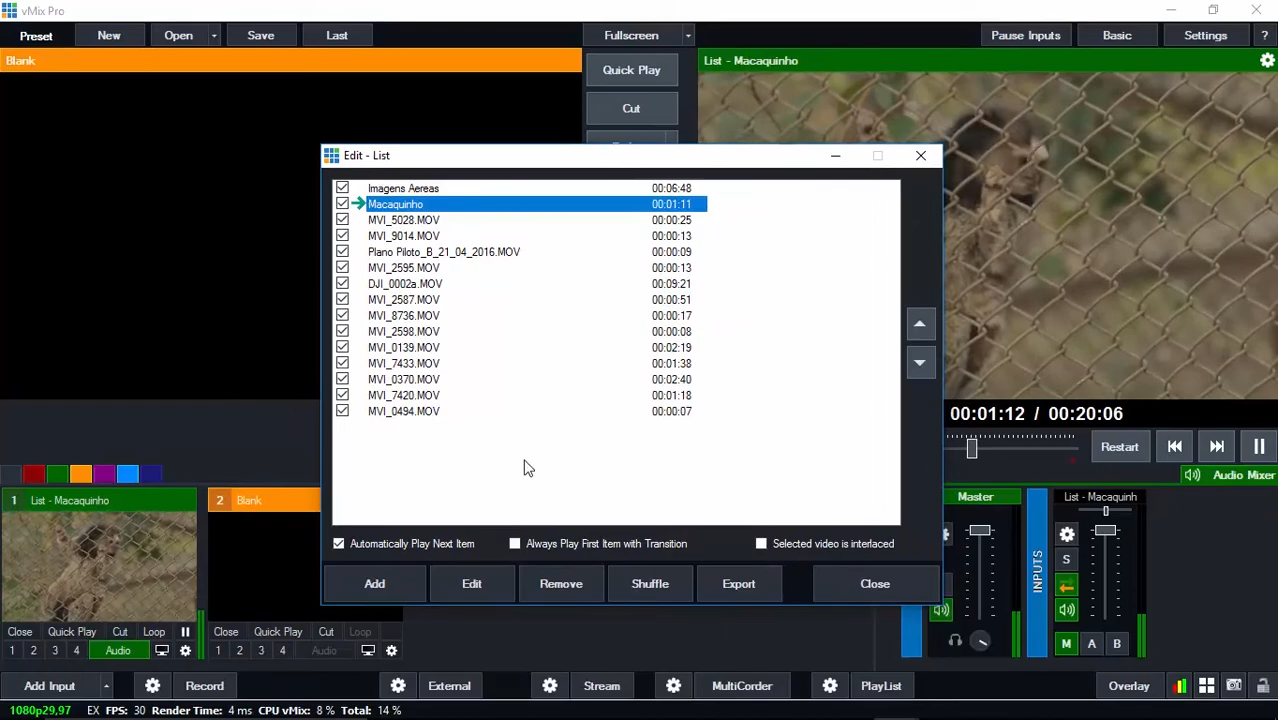 vMix Pro
Preset New Open Save Last Fullscreen Pause Inputs Basic Settings ?
Blank
List - Macaquinho
Quick Play
Cut
Edit - List
Imagens Aereas 00:06:48
Macaquinho 00:01:11
MVI_5028.MOV 00:00:25
MVI_9014.MOV 00:00:13
Plano Piloto_B_21_04_2016.MOV 00:00:09
MVI_2595.MOV 00:00:13
DJI_0002a.MOV 00:09:21
MVI_2587.MOV 00:00:51
MVI_8736.MOV 00:00:17
MVI_2598.MOV 00:00:08
MVI_0139.MOV 00:02:19
MVI_7433.MOV 00:01:38
MVI_0370.MOV 00:02:40
MVI_7420.MOV 00:01:18
MVI_0494.MOV 00:00:07
Automatically Play Next Item Always Play First Item with Transition Selected video is interlaced
Add Edit Remove Shuffle Export Close
00:01:12 / 00:20:06
Restart
Audio Mixer
1 List - Macaquinho
2 Blank
Master
List - Macaquinh
INPUTS
S
M A B
Close Quick Play Cut Loop
1 2 3 4 Audio
Close Quick Play Cut Loop
1 2 3 4 Audio
Add Input Record External Stream MultiCorder PlayList Overlay
1080p29,97 EX FPS: 30 Render Time: 4 ms CPU vMix: 8 % Total: 14 %